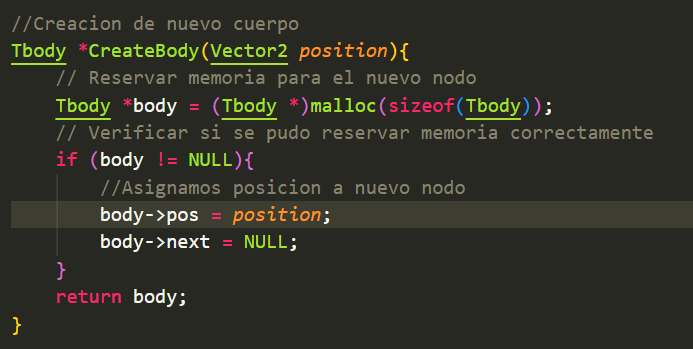 //Creacion de nuevo cuerpo
Tbody *CreateBody(Vector2 position){
    // Reservar memoria para el nuevo nodo
    Tbody *body = (Tbody *)malloc(sizeof(Tbody));
    // Verificar si se pudo reservar memoria correctamente
    if (body != NULL){
        //Asignamos posicion a nuevo nodo
        body->pos = position;
        body->next = NULL;
    }
    return body;
}